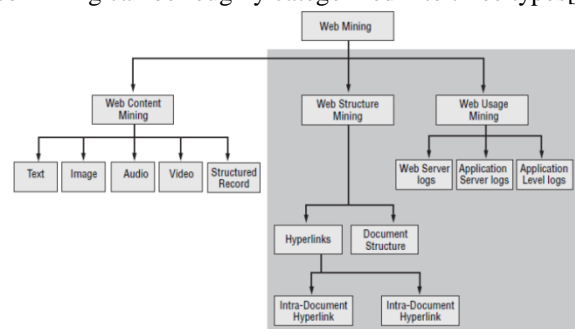 Web Mining
Web Content
Mining
Web Structure
Mining
Web Usage
Mining
Text
Image
Audio
Video
Structured
Record
Web Server
logs
Application
Server logs
Application
Level logs
Hyperlinks
Document
Structure
Intra-Document
Hyperlink
Intra-Document
Hyperlink